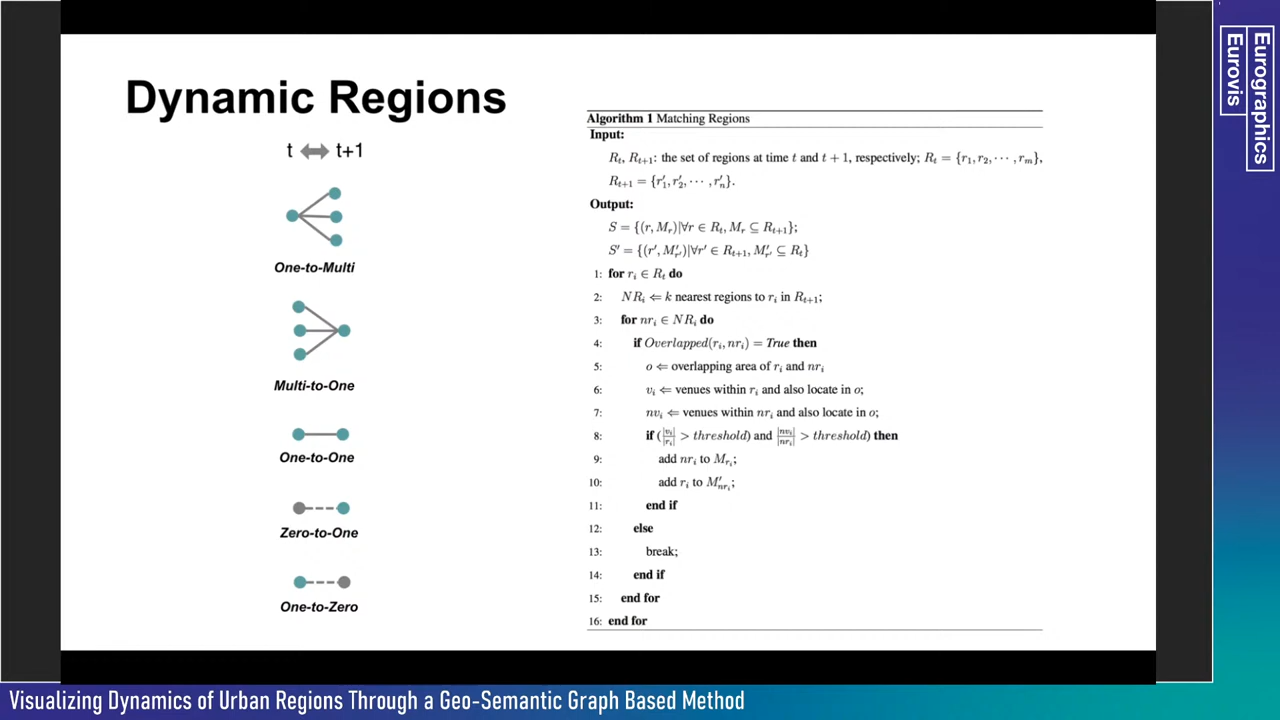 Dynamic Regions
t ⟺ t+1
One-to-Multi
Multi-to-One
One-to-One
Zero-to-One
One-to-Zero
Algorithm 1 Matching Regions
Input:
R_t, R_{t+1}: the set of regions at time t and t + 1, respectively; R_t = {r_1, r_2, ⋯ , r_m},
R_{t+1} = {r′_1, r′_2, ⋯ , r′_n}.
Output:
S = {(r, M_r)|∀r ∈ R_t, M_r ⊆ R_{t+1}};
S′ = {(r′, M′_{r′})|∀r′ ∈ R_{t+1}, M′_{r′} ⊆ R_t}
1: for r_i ∈ R_t do
2: NR_i ⇐ k nearest regions to r_i in R_{t+1};
3: for nr_i ∈ NR_i do
4: if Overlapped(r_i, nr_i) = True then
5: o ⇐ overlapping area of r_i and nr_i
6: v_i ⇐ venues within r_i and also locate in o;
7: nv_i ⇐ venues within nr_i and also locate in o;
8: if (|v_i|/|r_i| > threshold) and |nv_i|/|nr_i| > threshold) then
9: add nr_i to M_{r_i};
10: add r_i to M′_{nr_i};
11: end if
12: else
13: break;
14: end if
15: end for
16: end for
Eurographics
Eurovis
Visualizing Dynamics of Urban Regions Through a Geo-Semantic Graph Based Method